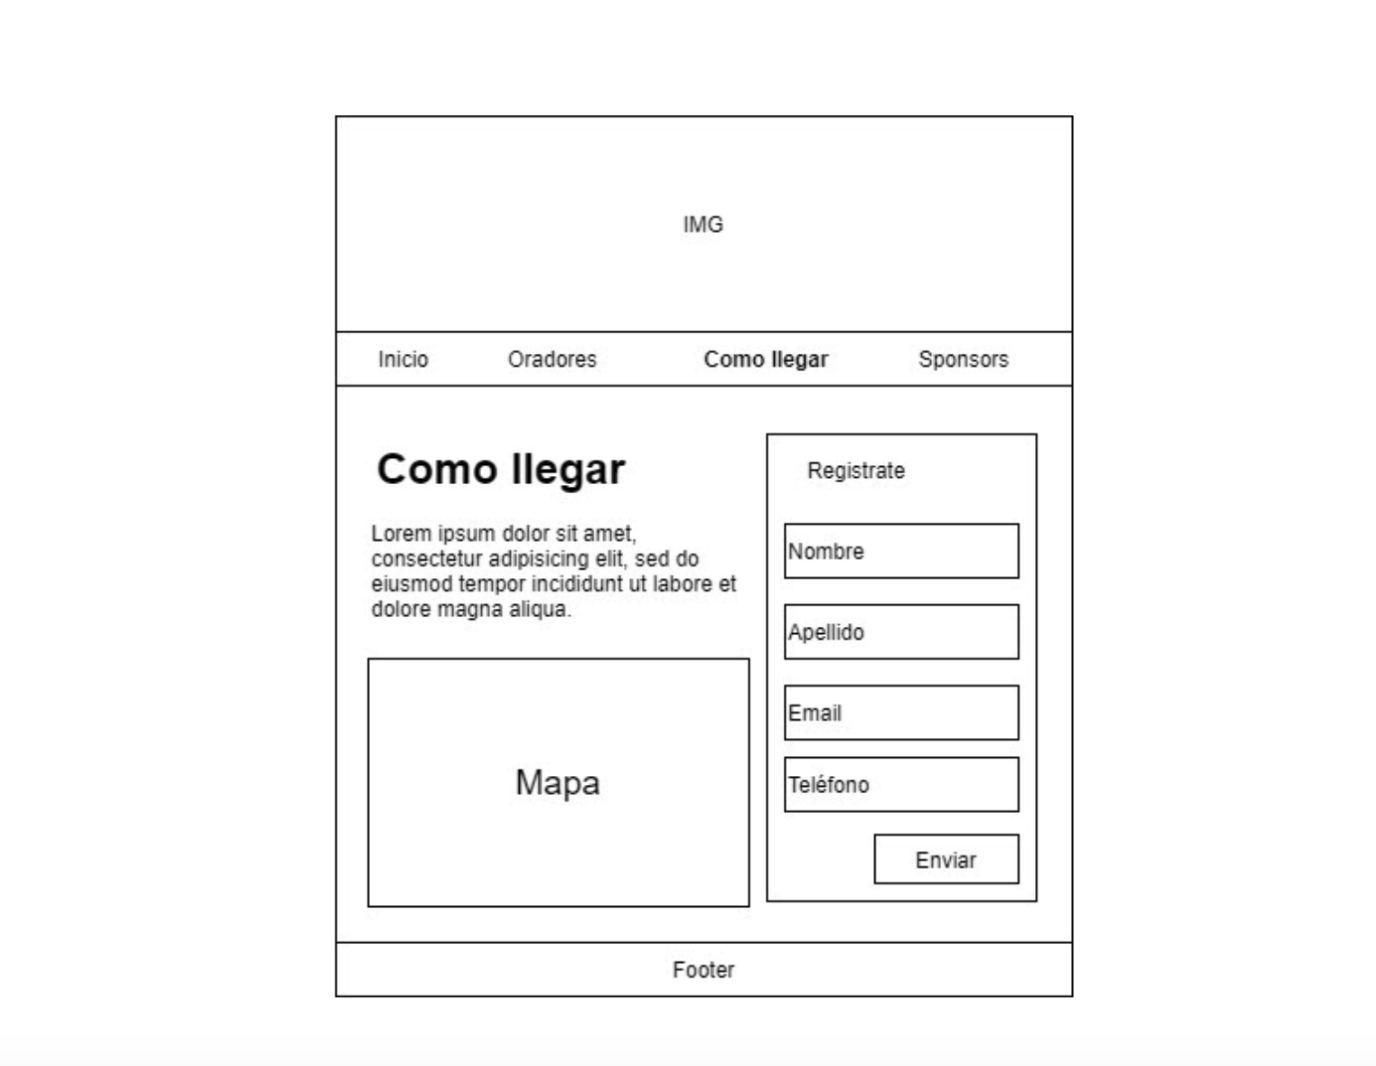 IMG
Inicio Oradores Como llegar Sponsors
Como llegar
Lorem ipsum dolor sit amet,
consectetur adipisicing elit, sed do
eiusmod tempor incididunt ut labore et
dolore magna aliqua.
Mapa
Registrate
Nombre
Apellido
Email
Teléfono
Enviar
Footer